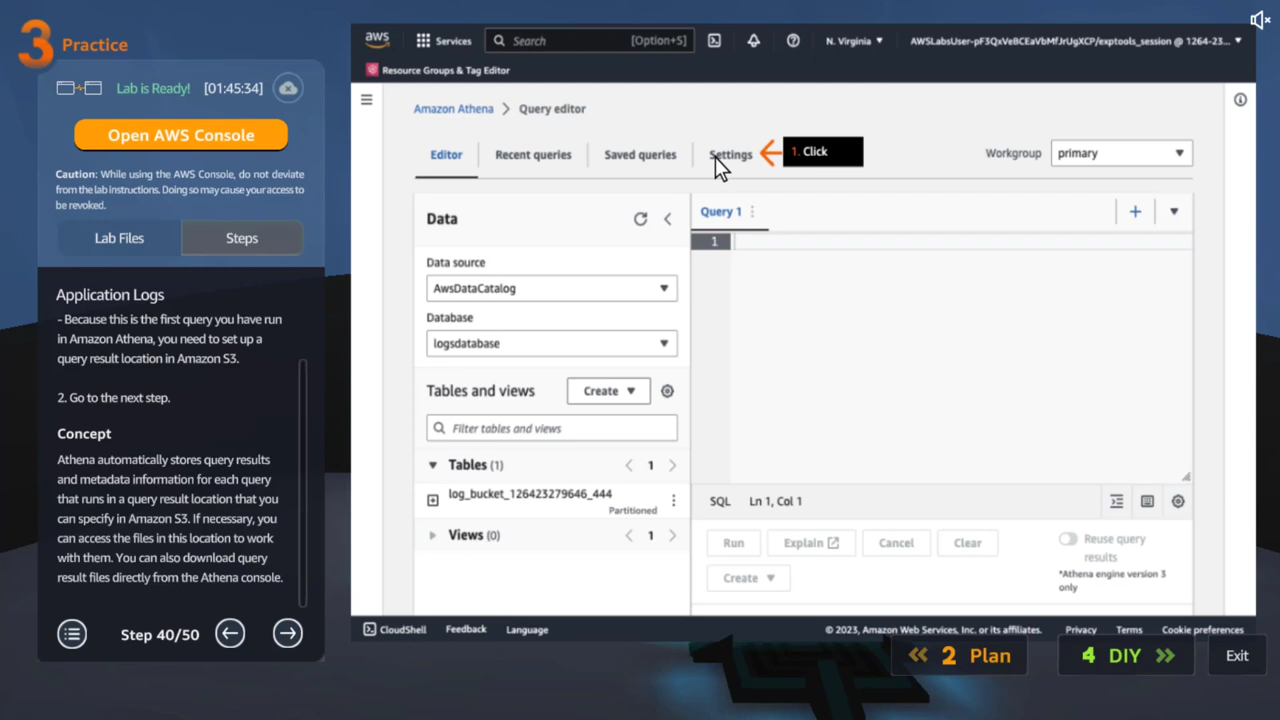 3 Practice
Lab is Ready! [01:45:34]
Open AWS Console
Caution: While using the AWS Console, do not deviate
from the lab instructions. Doing so may cause your access to
be revoked.
Lab Files
Steps
Application Logs
- Because this is the first query you have run
in Amazon Athena, you need to set up a
query result location in Amazon S3.
2. Go to the next step.
Concept
Athena automatically stores query results
and metadata information for each query
that runs in a query result location that you
can specify in Amazon S3. If necessary, you
can access the files in this location to work
with them. You can also download query
result files directly from the Athena console.
Step 40/50
aws
Services
Search [Option+S]
N. Virginia
AWSLabsUser-pF3QxVeBCEaVbMfJrUgXCP/exptools_session @ 1264-23...
Resource Groups & Tag Editor
Amazon Athena > Query editor
Editor
Recent queries
Saved queries
Settings
1. Click
Workgroup
primary
Data
Data source
AwsDataCatalog
Database
logsdatabase
Tables and views
Create
Filter tables and views
Tables (1)
1
log_bucket_126423279646_444
Partitioned
Views (0)
1
Query 1
1
SQL
Ln 1, Col 1
Run
Explain
Cancel
Clear
Create
Reuse query
results
*Athena engine version 3
only
CloudShell
Feedback
Language
© 2023, Amazon Web Services, Inc. or its affiliates.
Privacy
Terms
Cookie preferences
2 Plan
4 DIY
Exit